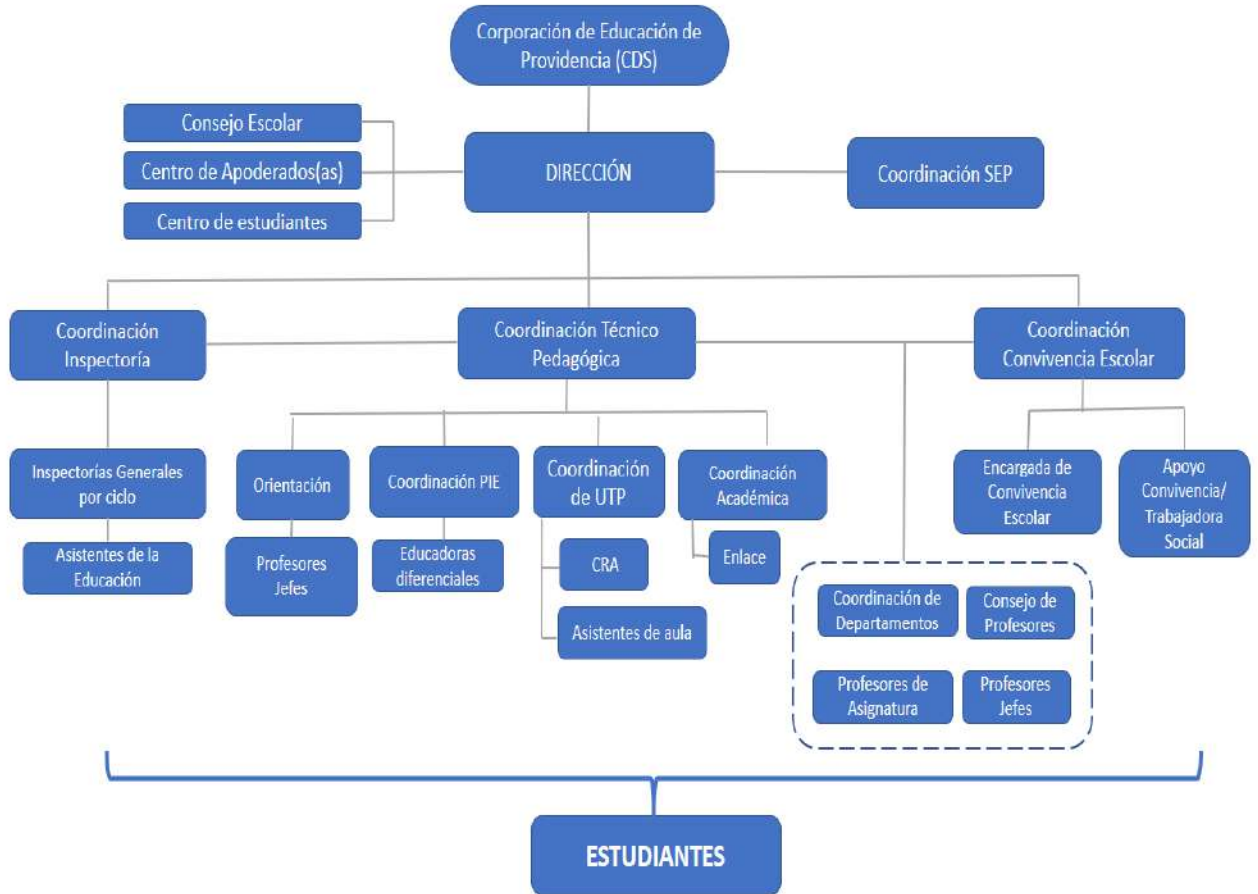 Corporación de Educación de
Providencia (CDS)
Consejo Escolar
Centro de Apoderados(as)
Centro de estudiantes
DIRECCIÓN
Coordinación SEP
Coordinación
Inspectoría
Coordinación Técnico
Pedagógica
Coordinación
Convivencia Escolar
Inspectorías Generales
por ciclo
Asistentes de la
Educación
Orientación
Profesores
Jefes
Coordinación PIE
Educadoras
diferenciales
Coordinación
de UTP
CRA
Asistentes de aula
Coordinación
Académica
Enlace
Encargada de
Convivencia
Escolar
Apoyo
Convivencia/
Trabajadora
Social
Coordinación de
Departamentos
Consejo de
Profesores
Profesores de
Asignatura
Profesores
Jefes
ESTUDIANTES